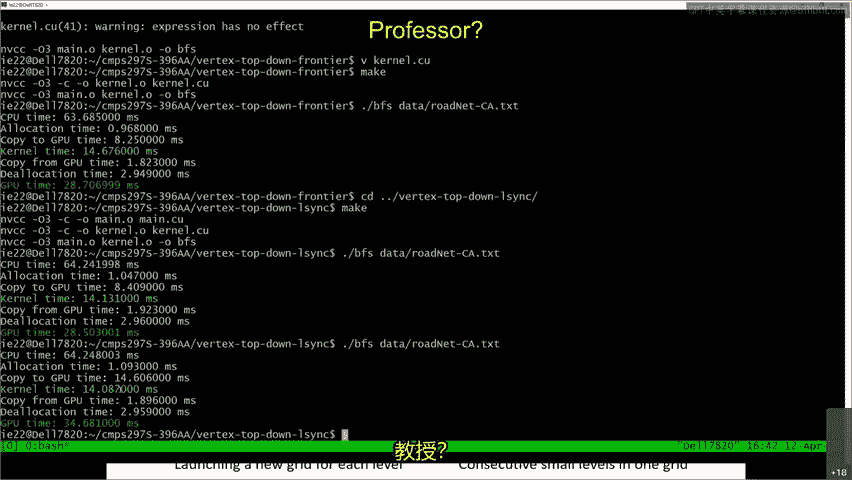 Professor?
kernel.cu(41): warning: expression has no effect
nvcc -O3 main.o kernel.o -o bfs
ie22@Dell7820:~/cmps297S-396AA/vertex-top-down-frontier$ v kernel.cu
ie22@Dell7820:~/cmps297S-396AA/vertex-top-down-frontier$ make
nvcc -O3 -c -o kernel.o kernel.cu
nvcc -O3 main.o kernel.o -o bfs
ie22@Dell7820:~/cmps297S-396AA/vertex-top-down-frontier$ ./bfs data/roadNet-CA.txt
CPU time: 63.685000 ms
Allocation time: 0.968000 ms
Copy to GPU time: 8.250000 ms
Kernel time: 14.676000 ms
Copy from GPU time: 1.823000 ms
Deallocation time: 2.949000 ms
GPU time: 28.706999 ms
ie22@Dell7820:~/cmps297S-396AA/vertex-top-down-frontier$ cd ../vertex-top-down-lsync/
ie22@Dell7820:~/cmps297S-396AA/vertex-top-down-lsync$ make
nvcc -O3 -c -o main.o main.cu
nvcc -O3 -c -o kernel.o kernel.cu
nvcc -O3 main.o kernel.o -o bfs
ie22@Dell7820:~/cmps297S-396AA/vertex-top-down-lsync$ ./bfs data/roadNet-CA.txt
CPU time: 64.241998 ms
Allocation time: 1.047000 ms
Copy to GPU time: 8.409000 ms
Kernel time: 14.131000 ms
Copy from GPU time: 1.923000 ms
Deallocation time: 2.960000 ms
GPU time: 28.503001 ms
ie22@Dell7820:~/cmps297S-396AA/vertex-top-down-lsync$ ./bfs data/roadNet-CA.txt
CPU time: 64.248003 ms
Allocation time: 1.093000 ms
Copy to GPU time: 14.606000 ms
Kernel time: 14.087000 ms
Copy from GPU time: 1.896000 ms
Deallocation time: 2.959000 ms
GPU time: 34.681000 ms
ie22@Dell7820:~/cmps297S-396AA/vertex-top-down-lsync$
[0] 0:bash* "Dell7820" 16:42 12-Apr-
教授?
Launching a new grid for each level Consecutive small levels in one grid
+18